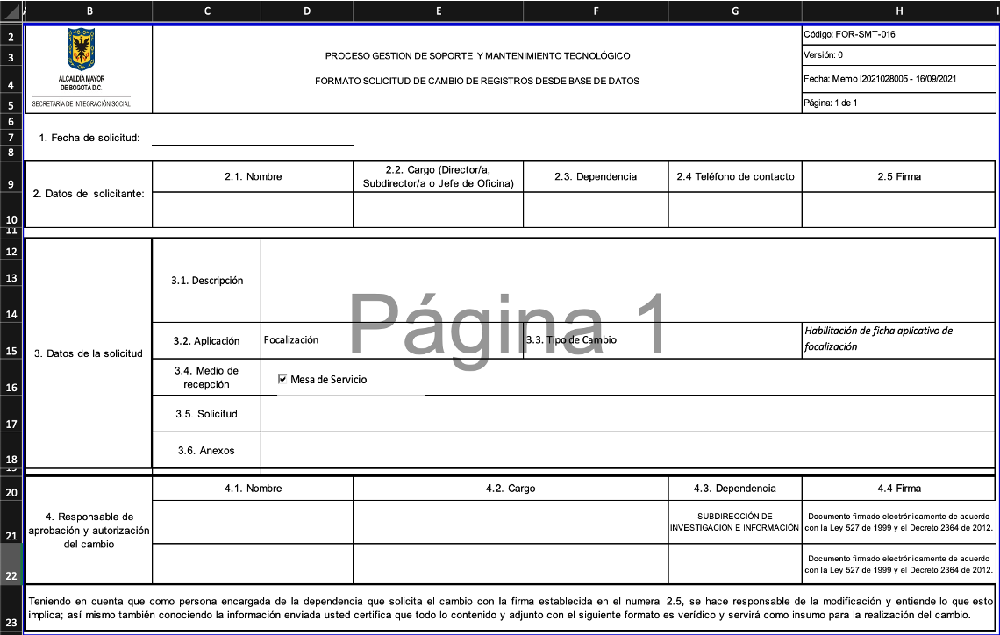 A B C D E F G H I
2
3
4
5
6
7
8
9
10
11
12
13
14
15
16
17
18
19
20
21
22
23
ALCALDÍA MAYOR
DE BOGOTÁ D.C.
SECRETARÍA DE INTEGRACIÓN SOCIAL
PROCESO GESTION DE SOPORTE Y MANTENIMIENTO TECNOLÓGICO
FORMATO SOLICITUD DE CAMBIO DE REGISTROS DESDE BASE DE DATOS
Código: FOR-SMT-016
Versión: 0
Fecha: Memo I2021028005 - 16/09/2021
Página: 1 de 1
1. Fecha de solicitud:
2. Datos del solicitante:
2.1. Nombre
2.2. Cargo (Director/a,
Subdirector/a o Jefe de Oficina)
2.3. Dependencia
2.4 Teléfono de contacto
2.5 Firma
3. Datos de la solicitud
3.1. Descripción
Página 1
3.2. Aplicación
Focalización
3.3. Tipo de Cambio
Habilitación de ficha aplicativo de
focalización
3.4. Medio de
recepción
Mesa de Servicio
3.5. Solicitud
3.6. Anexos
4. Responsable de
aprobación y autorización
del cambio
4.1. Nombre
4.2. Cargo
4.3. Dependencia
4.4 Firma
SUBDIRECCIÓN DE
INVESTIGACIÓN E INFORMACIÓN
Documento firmado electrónicamente de acuerdo
con la Ley 527 de 1999 y el Decreto 2364 de 2012.
Documento firmado electrónicamente de acuerdo
con la Ley 527 de 1999 y el Decreto 2364 de 2012.
Teniendo en cuenta que como persona encargada de la dependencia que solicita el cambio con la firma establecida en el numeral 2.5, se hace responsable de la modificación y entiende lo que esto
implica; así mismo también conociendo la información enviada usted certifica que todo lo contenido y adjunto con el siguiente formato es verídico y servirá como insumo para la realización del cambio.